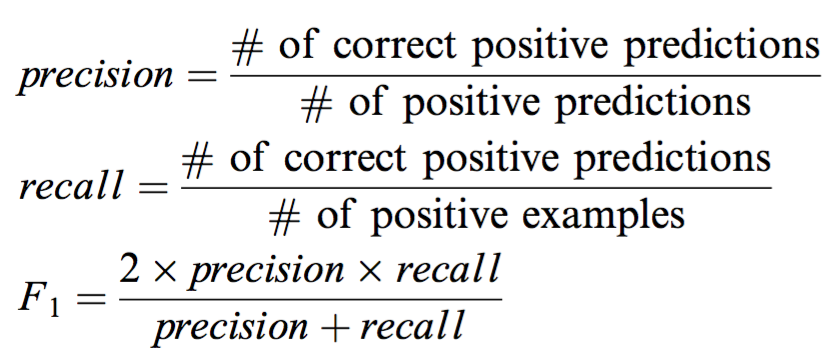 precision = # of correct positive predictions / # of positive predictions
recall = # of correct positive predictions / # of positive examples
F₁ = 2 × precision × recall / precision + recall